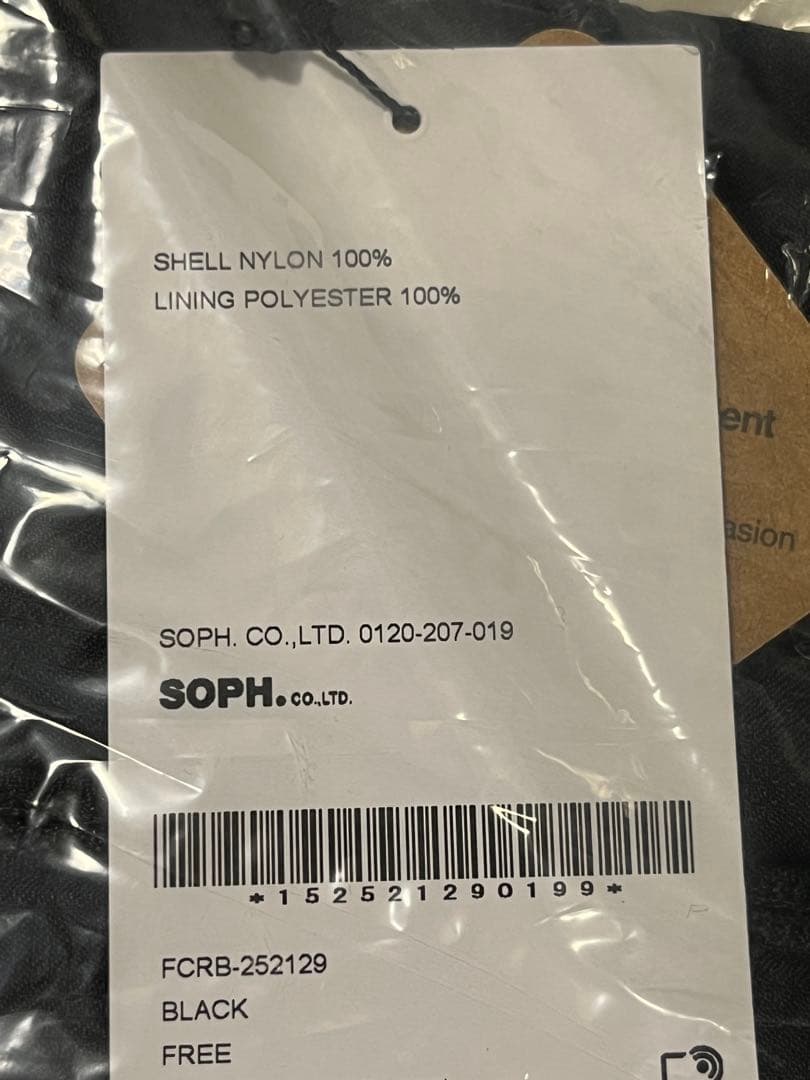 SHELL NYLON 100%
LINING POLYESTER 100%
ent
asion
SOPH. CO.,LTD. 0120-207-019
SOPH. CO.,LTD.
*152521290199*
FCRB-252129
BLACK
FREE